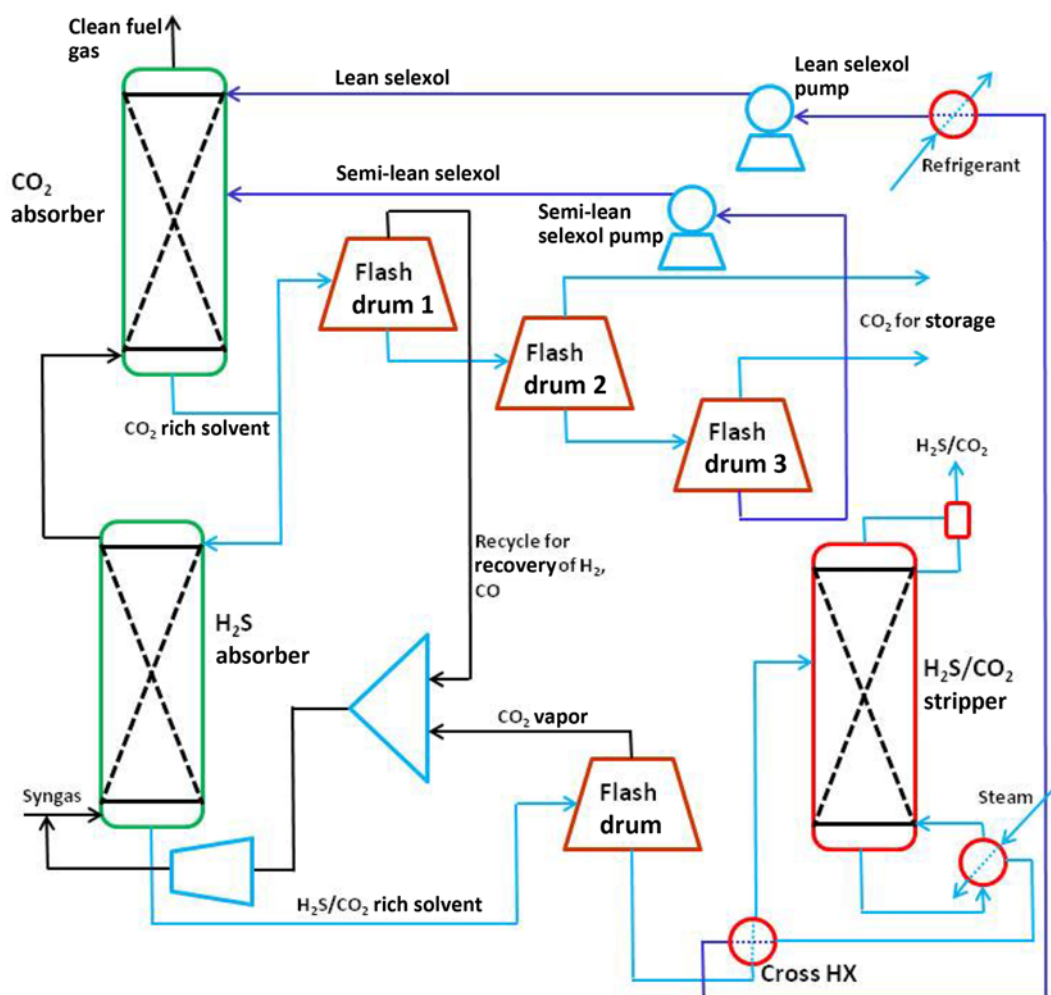 Clean fuel
gas
Lean selexol
Lean selexol
pump
Refrigerant
CO₂
absorber
Semi-lean selexol
Semi-lean
selexol pump
Flash
drum 1
Flash
drum 2
CO₂ for storage
Flash
drum 3
CO₂ rich solvent
H₂S/CO₂
Recycle for
recovery of H₂,
CO
H₂S
absorber
H₂S/CO₂
stripper
CO₂ vapor
Syngas
Flash
drum
Steam
H₂S/CO₂ rich solvent
Cross HX